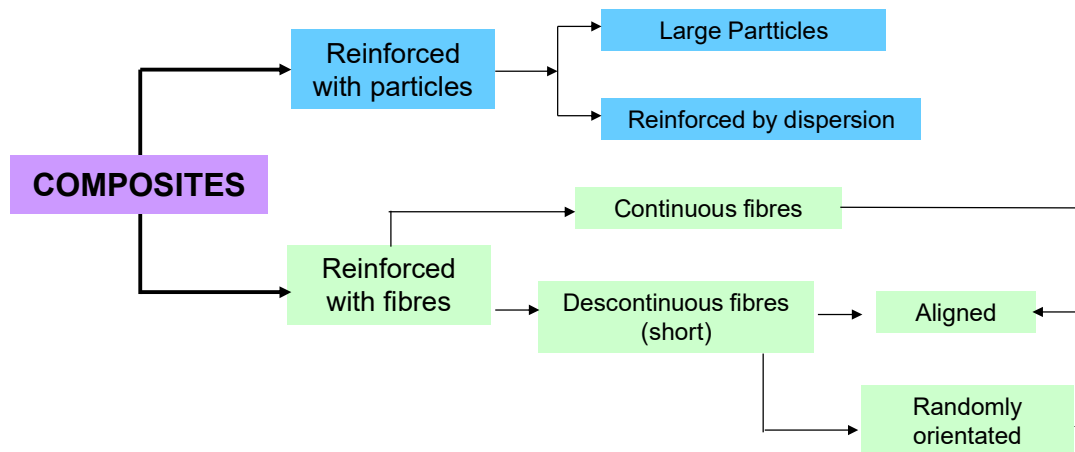 Large Partticles
Reinforced
with particles
Reinforced by dispersion
COMPOSITES
Continuous fibres
Reinforced
with fibres
Descontinuous fibres
(short)
Aligned
Randomly
orientated